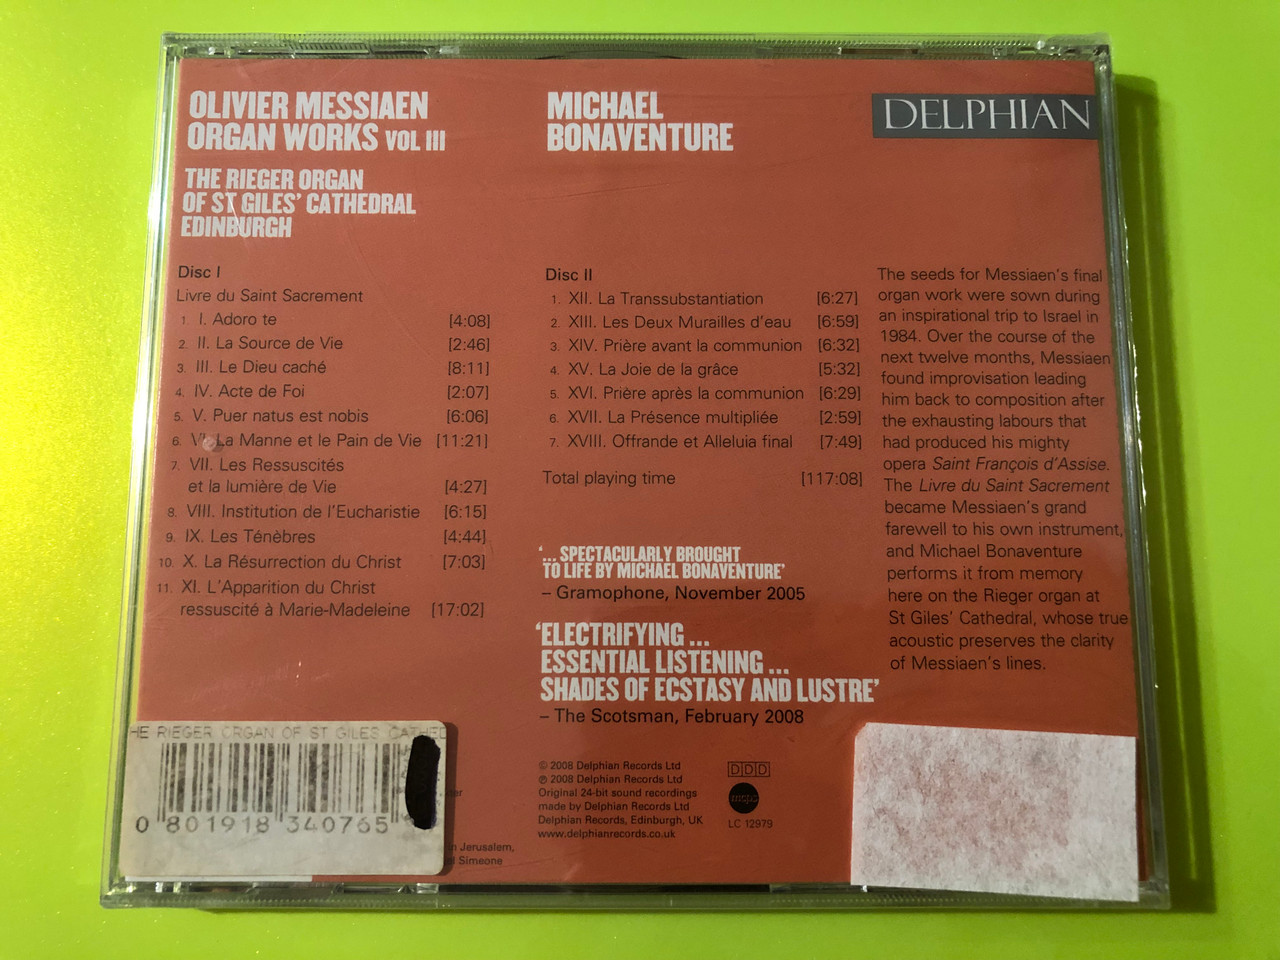 OLIVIER MESSIAEN
ORGAN WORKS VOL III
THE RIEGER ORGAN
OF ST GILES' CATHEDRAL
EDINBURGH
MICHAEL
BONAVENTURE
DELPHIAN
Disc I
Livre du Saint Sacrement
1. I. Adoro te [4:08]
2. II. La Source de Vie [2:46]
3. III. Le Dieu caché [8:11]
4. IV. Acte de Foi [2:07]
5. V. Puer natus est nobis [6:06]
6. VI. La Manne et le Pain de Vie [11:21]
7. VII. Les Ressuscités
et la lumière de Vie [4:27]
8. VIII. Institution de l'Eucharistie [6:15]
9. IX. Les Ténèbres [4:44]
10. X. La Résurrection du Christ [7:03]
11. XI. L'Apparition du Christ
ressuscité à Marie-Madeleine [17:02]
Disc II
1. XII. La Transsubstantiation [6:27]
2. XIII. Les Deux Murailles d'eau [6:59]
3. XIV. Prière avant la communion [6:32]
4. XV. La Joie de la grâce [5:32]
5. XVI. Prière après la communion [6:29]
6. XVII. La Présence multipliée [2:59]
7. XVIII. Offrande et Alleluia final [7:49]
Total playing time [117:08]
'... SPECTACULARLY BROUGHT
TO LIFE BY MICHAEL BONAVENTURE'
– Gramophone, November 2005
'ELECTRIFYING ...
ESSENTIAL LISTENING ...
SHADES OF ECSTASY AND LUSTRE'
– The Scotsman, February 2008
The seeds for Messiaen's final
organ work were sown during
an inspirational trip to Israel in
1984. Over the course of the
next twelve months, Messiaen
found improvisation leading
him back to composition after
the exhausting labours that
had produced his mighty
opera Saint François d'Assise.
The Livre du Saint Sacrement
became Messiaen's grand
farewell to his own instrument,
and Michael Bonaventure
performs it from memory
here on the Rieger organ at
St Giles' Cathedral, whose true
acoustic preserves the clarity
of Messiaen's lines.
HE RIEGER ORGAN OF ST GILES CATHED
0 801918 340765
in Jerusalem,
Simeone
© 2008 Delphian Records Ltd
℗ 2008 Delphian Records Ltd
Original 24-bit sound recordings
made by Delphian Records Ltd
Delphian Records, Edinburgh, UK
www.delphianrecords.co.uk
DDD
mcps
LC 12979